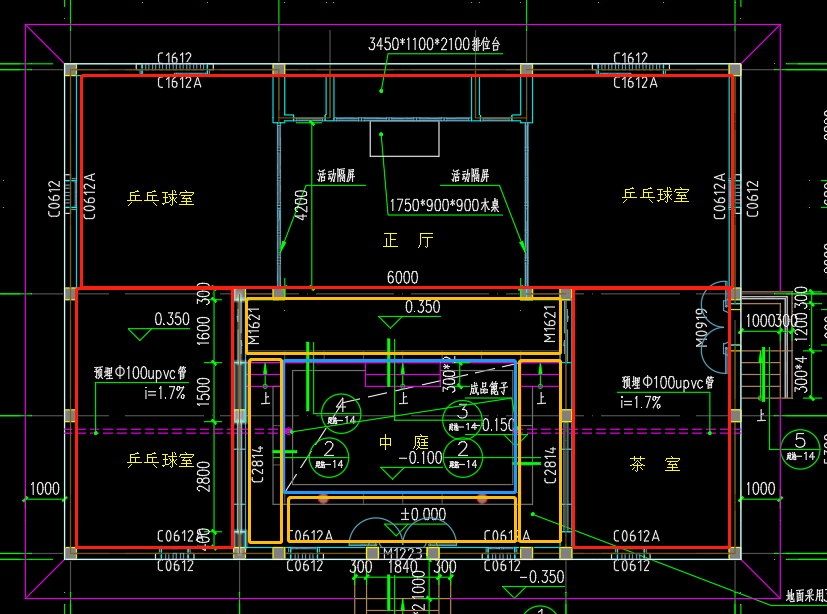 3450*1100*2100排位台
C1612
C1612
C1612A
C1612A
活动隔屏
活动隔屏
C0612
C0612A
C0612A
C0612
乒乓球室
乒乓球室
4200
1750*900*900木桌
正 厅
6000
300
0.350
0.350
1600
M1621
M1621
M0919
1000
300
1200
300
300*2
300*4
预埋Φ100upvc管
i=1.7%
预埋Φ100upvc管
i=1.7%
1500
上
上
上
上
成品篦子
4
3
-0.150
中 庭
2
2
-0.100
5
乒乓球室
茶 室
C2814
C2814
2800
1000
1000
±0.000
400
C0612A
C0612A
C0612A
C0612A
C0612
C0612
C0612
C0612
M1223
300
1840
300
-0.350
1000
地面采用
1